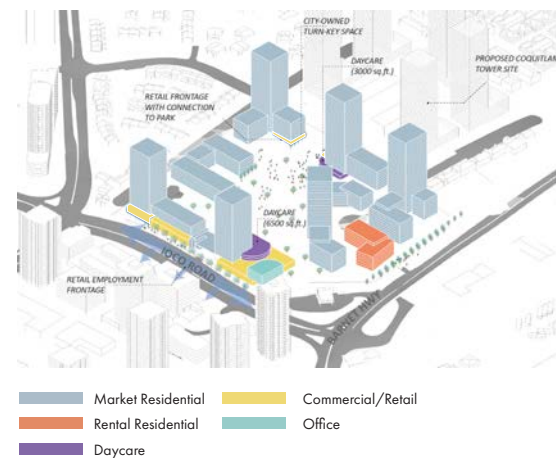 CITY-OWNED
TURN-KEY SPACE
DAYCARE
(3000 sq.ft.)
PROPOSED COQUITLAM
TOWER SITE
RETAIL FRONTAGE
WITH CONNECTION
TO PARK
DAYCARE
(6500 sq.ft.)
IOCO ROAD
RETAIL EMPLOYMENT
FRONTAGE
BARNET HWY
Market Residential
Commercial/Retail
Rental Residential
Office
Daycare